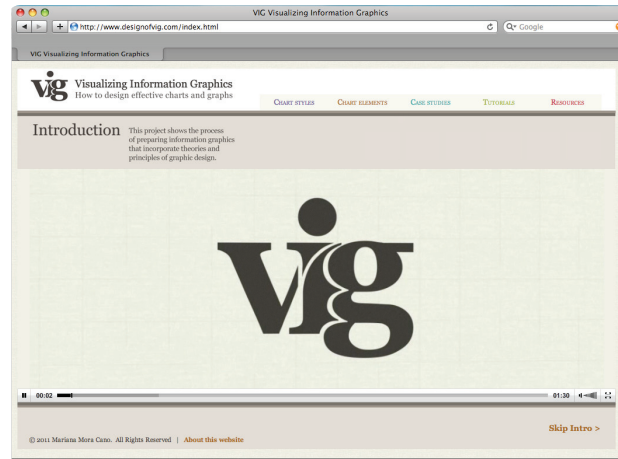 VIG Visualizing Information Graphics
http://www.designofvig.com/index.html
Google
VIG Visualizing Information Graphics
vig
Visualizing Information Graphics
How to design effective charts and graphs
CHART STYLES CHART ELEMENTS CASE STUDIES TUTORIALS RESOURCES
Introduction
This project shows the process
of preparing information graphics
that incorporate theories and
principles of graphic design.
vig
00:02 01:30
Skip Intro >
© 2011 Mariana Mora Cano. All Rights Reserved | About this website